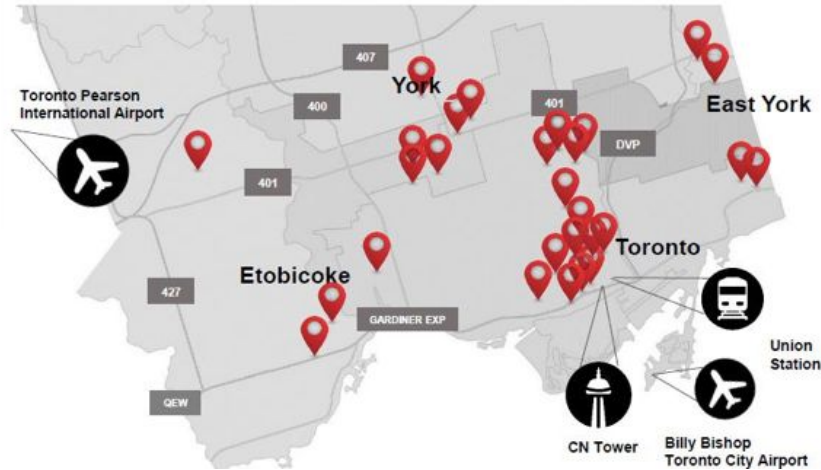 407
York
Toronto Pearson
International Airport
400
401
East York
DVP
401
Toronto
Etobicoke
427
GARDINER EXP
Union
Station
QEW
CN Tower
Billy Bishop
Toronto City Airport